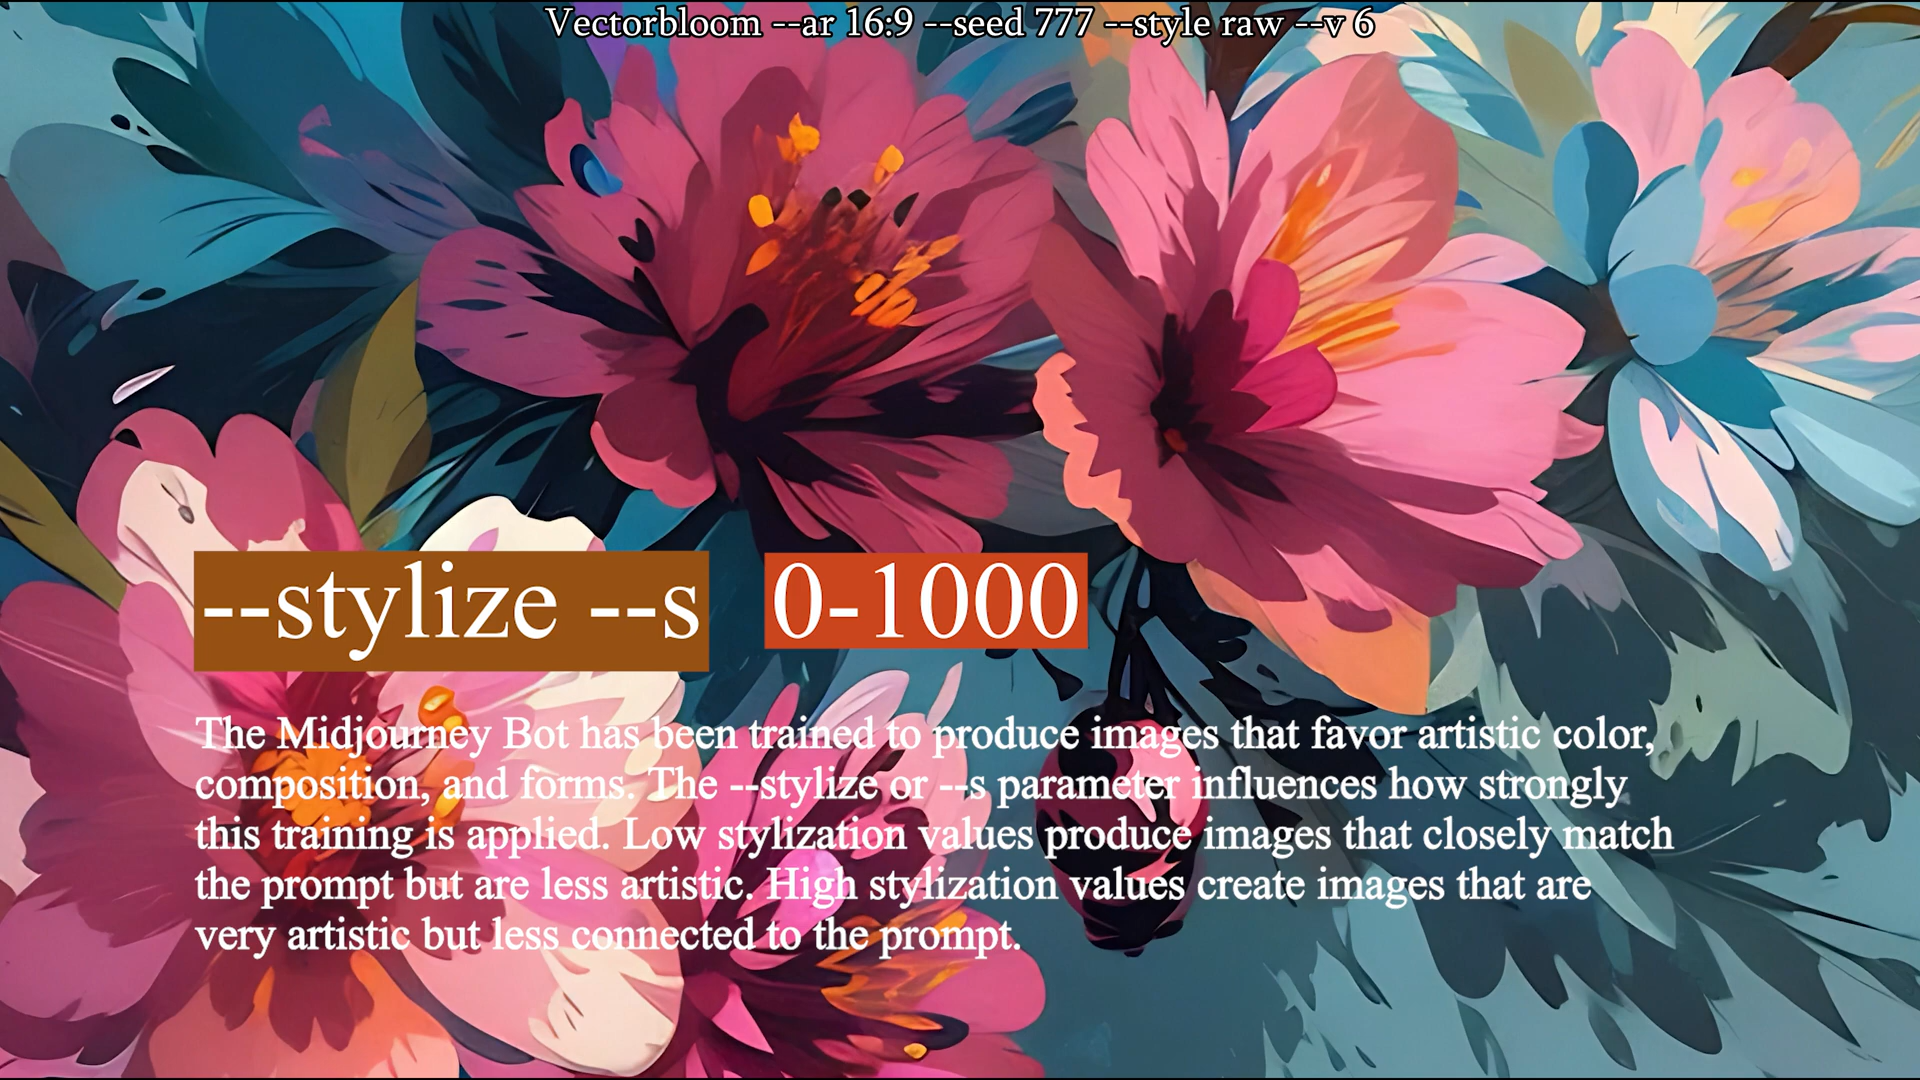 Vectorbloom --ar 16:9 --seed 777 --style raw --v 6
--stylize --s 0-1000
The Midjourney Bot has been trained to produce images that favor artistic color,
composition, and forms. The --stylize or --s parameter influences how strongly
this training is applied. Low stylization values produce images that closely match
the prompt but are less artistic. High stylization values create images that are
very artistic but less connected to the prompt.